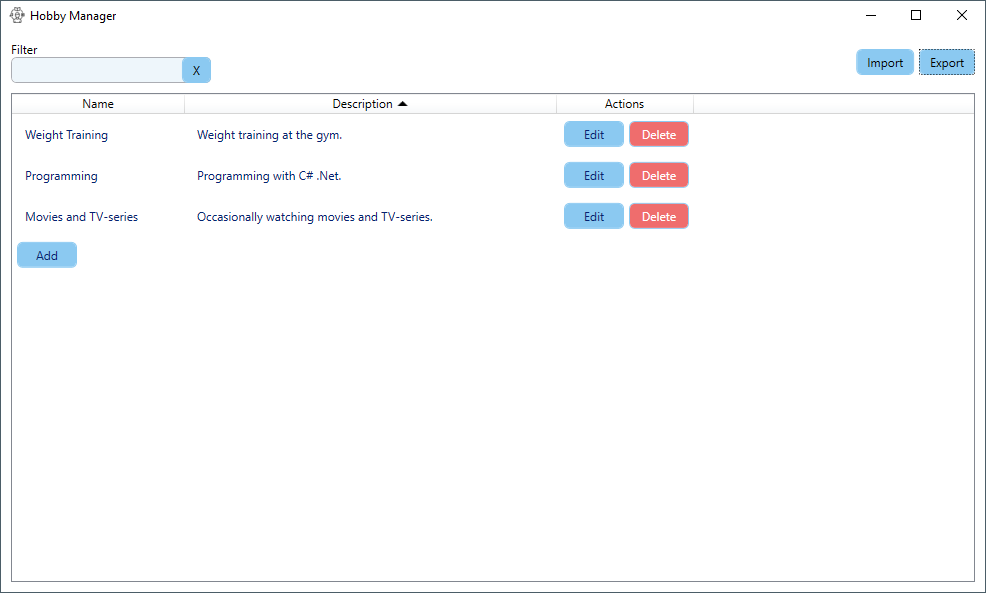 Hobby Manager
Filter
X
Import Export
Name Description Actions
Weight Training Weight training at the gym. Edit Delete
Programming Programming with C# .Net. Edit Delete
Movies and TV-series Occasionally watching movies and TV-series. Edit Delete
Add